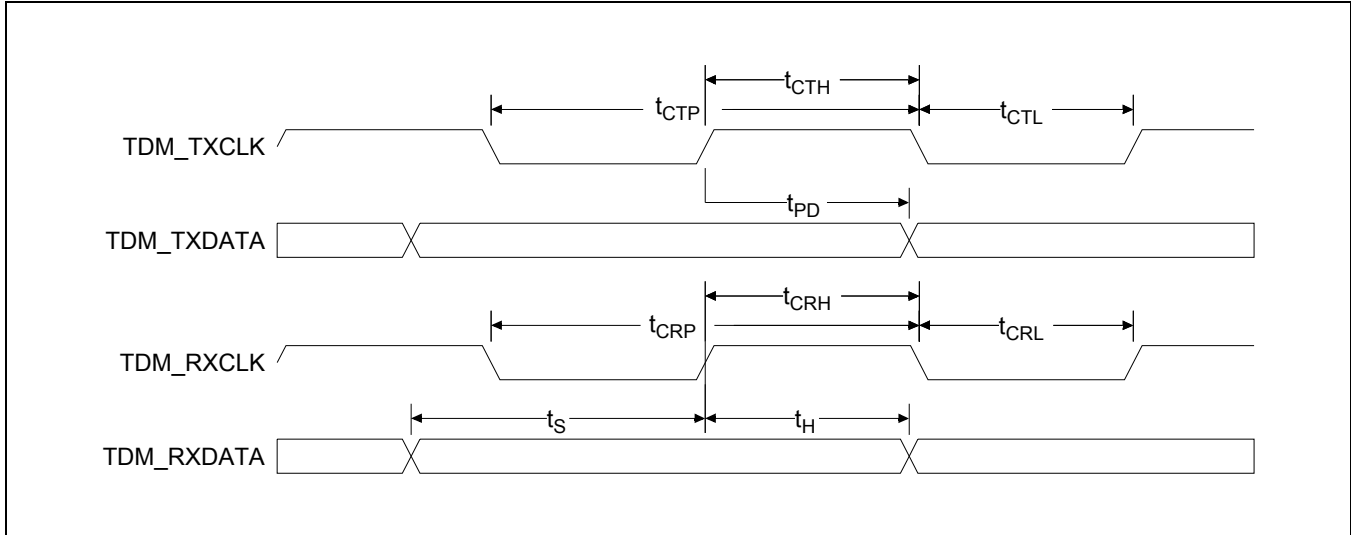 tCTH
tCTP
tCTL
TDM_TXCLK
tPD
TDM_TXDATA
tCRH
tCRP
tCRL
TDM_RXCLK
tS
tH
TDM_RXDATA